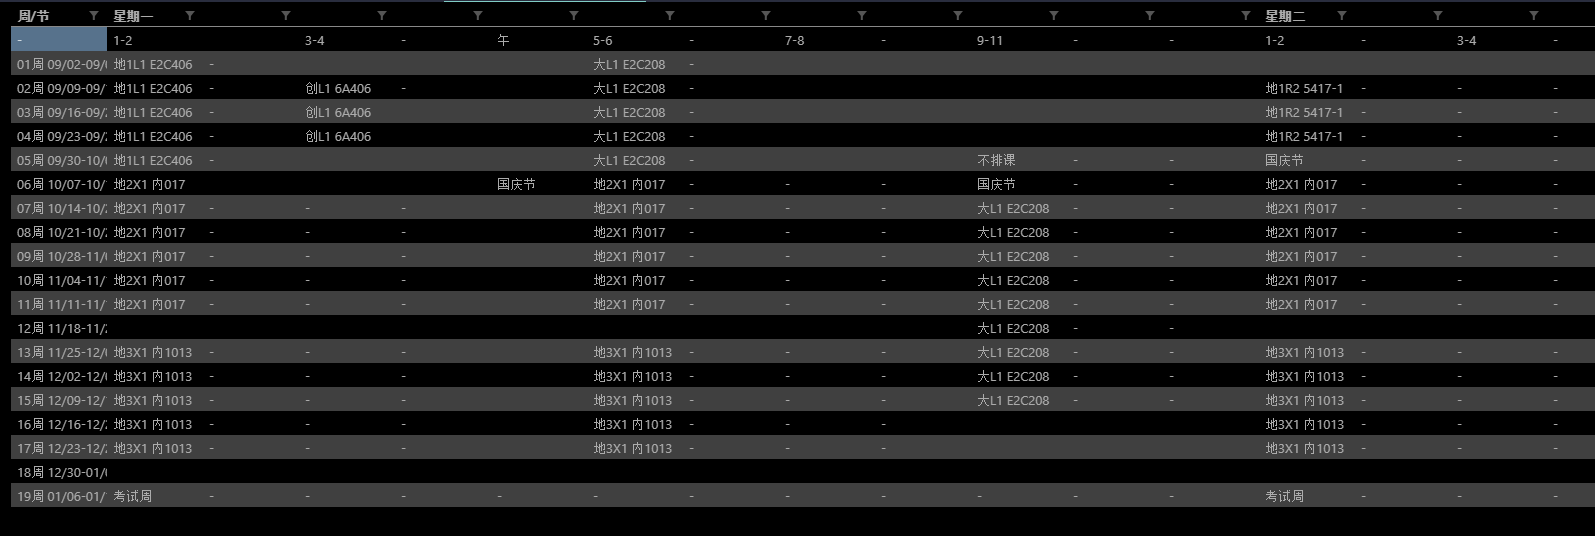 周/节 星期一 星期二
- 1-2 3-4 - 午 5-6 - 7-8 - 9-11 - - 1-2 - 3-4 -
01周 09/02-09/ 地1L1 E2C406 - 大L1 E2C208 -
02周 09/09-09/ 地1L1 E2C406 - 创L1 6A406 - 大L1 E2C208 - 地1R2 5417-1 - - -
03周 09/16-09/ 地1L1 E2C406 - 创L1 6A406 大L1 E2C208 - 地1R2 5417-1 - - -
04周 09/23-09/ 地1L1 E2C406 - 创L1 6A406 大L1 E2C208 - 地1R2 5417-1 - - -
05周 09/30-10/ 地1L1 E2C406 - 大L1 E2C208 - 不排课 - - 国庆节 - - -
06周 10/07-10/ 地2X1 内017 国庆节 地2X1 内017 - - - 国庆节 - - 地2X1 内017 - - -
07周 10/14-10/ 地2X1 内017 - - - 地2X1 内017 - - - 大L1 E2C208 - - 地2X1 内017 - - -
08周 10/21-10/ 地2X1 内017 - - - 地2X1 内017 - - - 大L1 E2C208 - - 地2X1 内017 - - -
09周 10/28-11/ 地2X1 内017 - - - 地2X1 内017 - - - 大L1 E2C208 - - 地2X1 内017 - - -
10周 11/04-11/ 地2X1 内017 - - - 地2X1 内017 - - - 大L1 E2C208 - - 地2X1 内017 - - -
11周 11/11-11/ 地2X1 内017 - - - 地2X1 内017 - - - 大L1 E2C208 - - 地2X1 内017 - - -
12周 11/18-11/ 大L1 E2C208 - -
13周 11/25-12/ 地3X1 内1013 - - - 地3X1 内1013 - - - 大L1 E2C208 - - 地3X1 内1013 - - -
14周 12/02-12/ 地3X1 内1013 - - - 地3X1 内1013 - - - 大L1 E2C208 - - 地3X1 内1013 - - -
15周 12/09-12/ 地3X1 内1013 - - - 地3X1 内1013 - - - 大L1 E2C208 - - 地3X1 内1013 - - -
16周 12/16-12/ 地3X1 内1013 - - - 地3X1 内1013 - - - 地3X1 内1013 - - -
17周 12/23-12/ 地3X1 内1013 - - - 地3X1 内1013 - - - 地3X1 内1013 - - -
18周 12/30-01/
19周 01/06-01/ 考试周 - - - - - - - - - - - 考试周 - - -